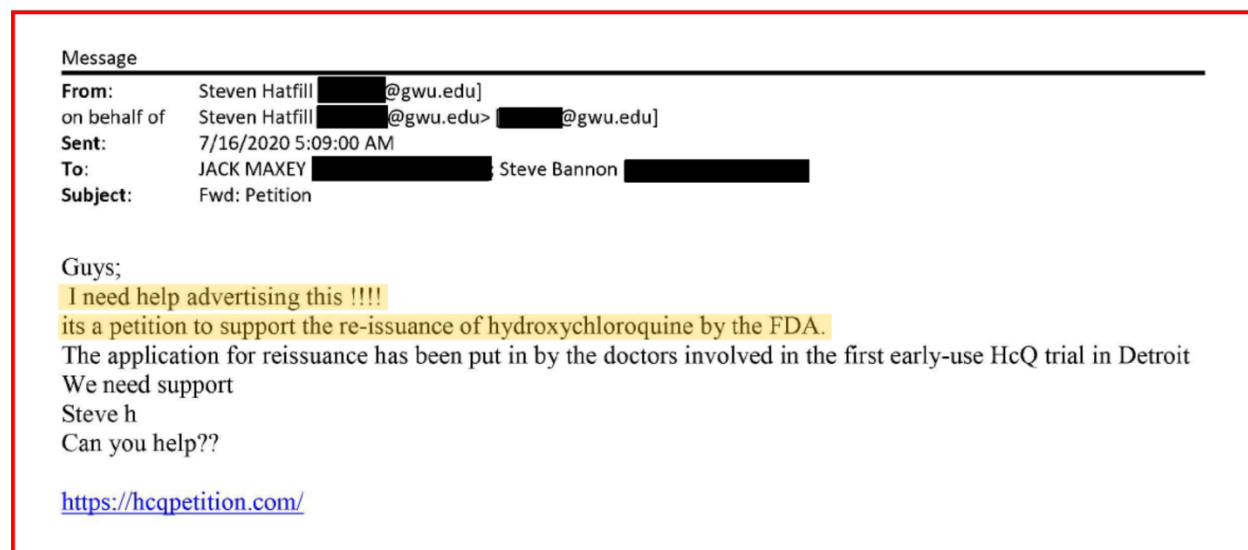 Message
From: Steven Hatfill @gwu.edu]
on behalf of Steven Hatfill @gwu.edu> [ @gwu.edu]
Sent: 7/16/2020 5:09:00 AM
To: JACK MAXEY ; Steve Bannon
Subject: Fwd: Petition
Guys;
I need help advertising this !!!!
its a petition to support the re-issuance of hydroxychloroquine by the FDA.
The application for reissuance has been put in by the doctors involved in the first early-use HcQ trial in Detroit
We need support
Steve h
Can you help??
https://hcqpetition.com/